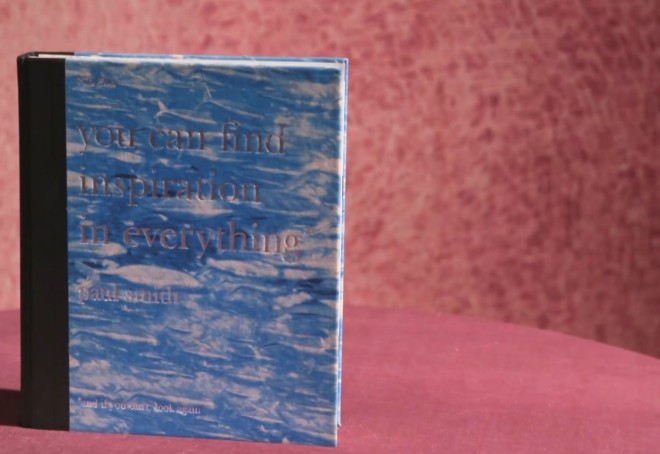 you can find
inspiration
in everything
paul smith
*and if you can't, look again